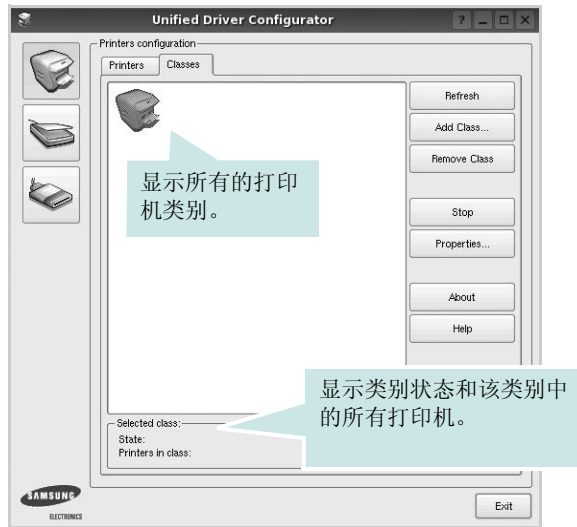 Unified Driver Configurator
Printers configuration
Printers
Classes
Refresh
Add Class...
Remove Class
显示所有的打印
机类别。
Stop
Properties...
About
Help
显示类别状态和该类别中
的所有打印机。
Selected class:
State:
Printers in class:
SAMSUNG
ELECTRONICS
Exit